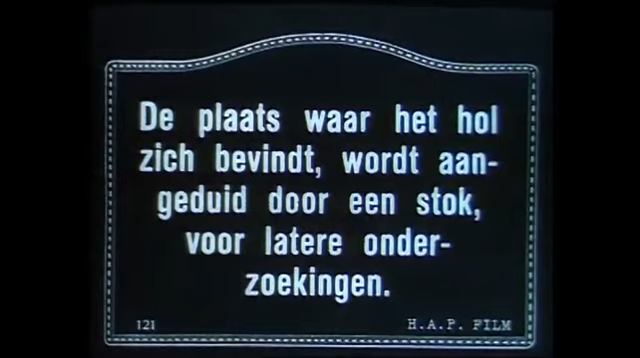 De plaats waar het hol
zich bevindt, wordt aan-
geduid door een stok,
voor latere onder-
zoekingen.
121
H.A.P. FILM